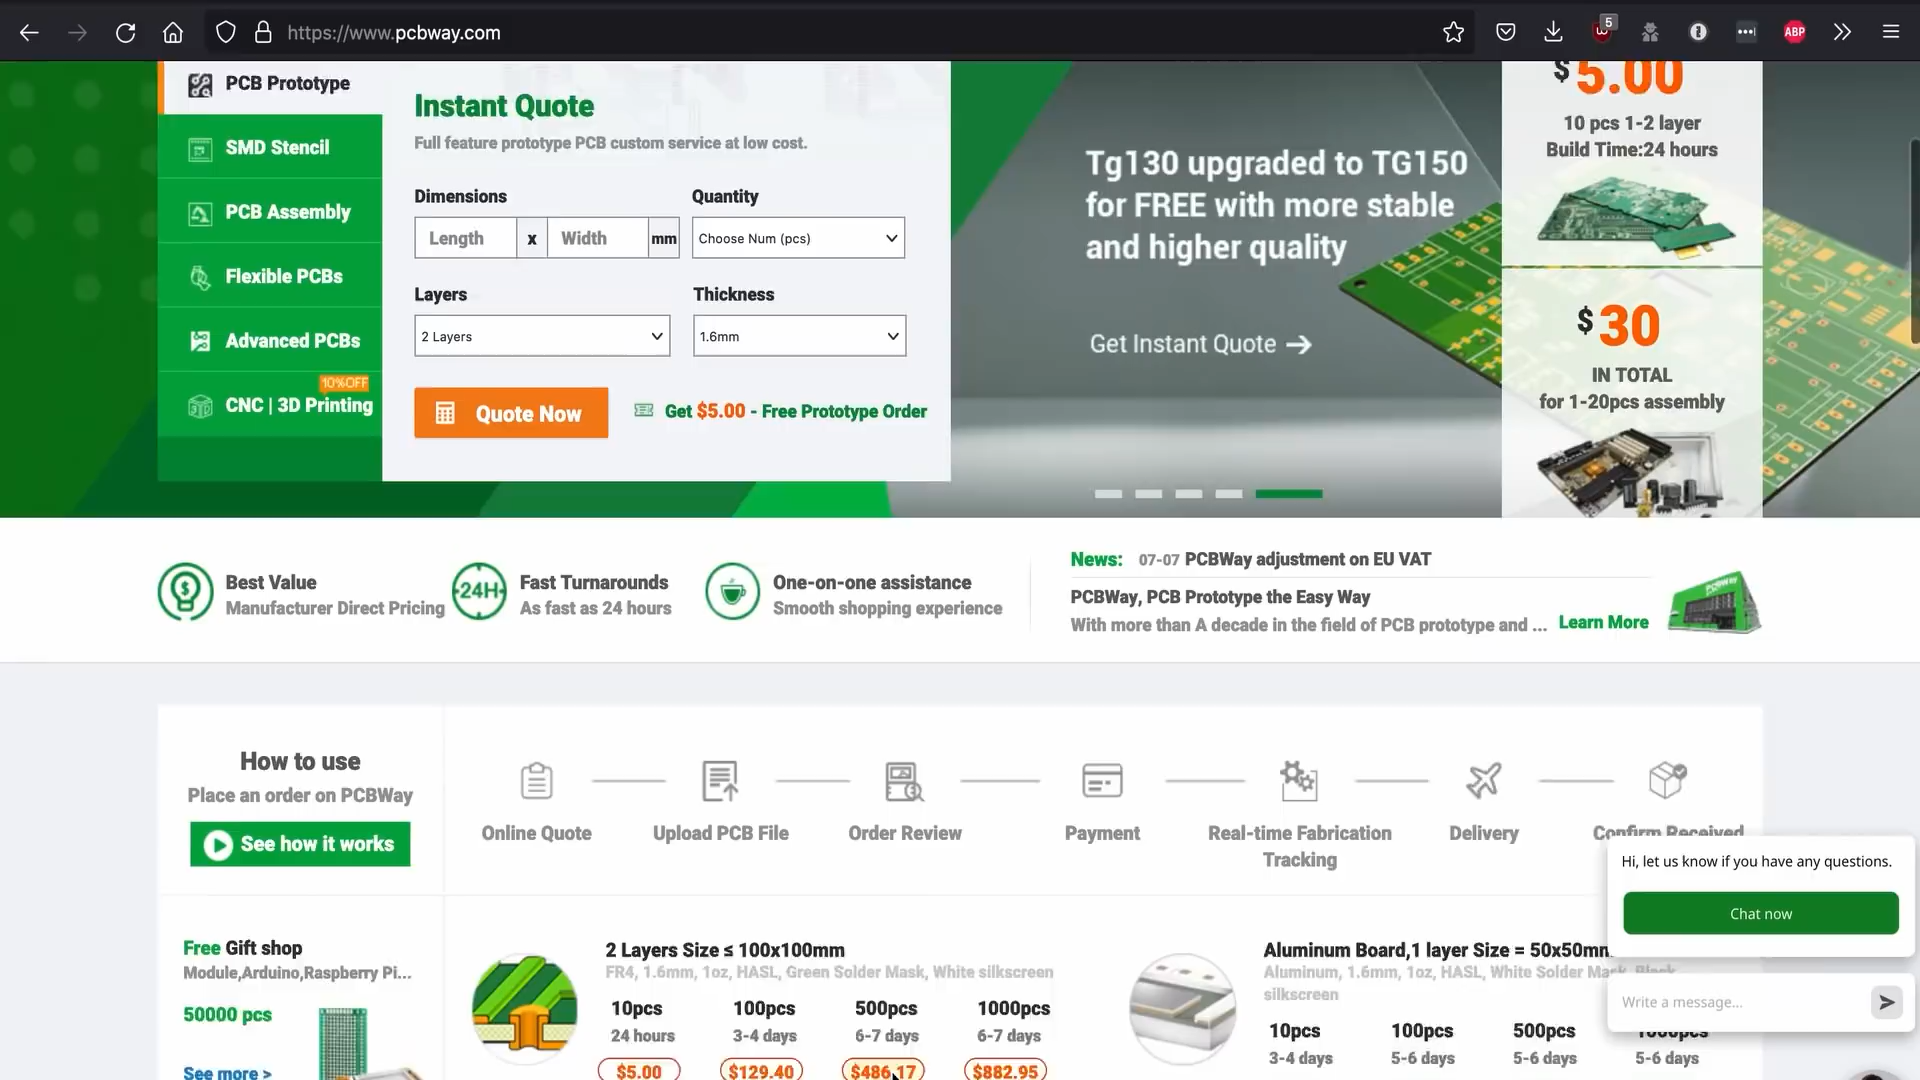 https://www.pcbway.com
5
ABP
PCB Prototype
SMD Stencil
PCB Assembly
Flexible PCBs
Advanced PCBs
10%OFF
CNC | 3D Printing
Instant Quote
Full feature prototype PCB custom service at low cost.
Dimensions
Quantity
Length x Width mm
Choose Num (pcs)
Layers
Thickness
2 Layers
1.6mm
Quote Now
Get $5.00 - Free Prototype Order
Tg130 upgraded to TG150
for FREE with more stable
and higher quality
Get Instant Quote
$5.00
10 pcs 1-2 layer
Build Time:24 hours
$30
IN TOTAL
for 1-20pcs assembly
Best Value
Manufacturer Direct Pricing
24H
Fast Turnarounds
As fast as 24 hours
One-on-one assistance
Smooth shopping experience
News: 07-07 PCBWay adjustment on EU VAT
PCBWay, PCB Prototype the Easy Way
With more than A decade in the field of PCB prototype and ... Learn More
How to use
Place an order on PCBWay
See how it works
Online Quote
Upload PCB File
Order Review
Payment
Real-time Fabrication
Tracking
Delivery
Confirm Received
Hi, let us know if you have any questions.
Chat now
Write a message...
Free Gift shop
Module,Arduino,Raspberry Pi...
50000 pcs
See more >
2 Layers Size ≤ 100x100mm
FR4, 1.6mm, 1oz, HASL, Green Solder Mask, White silkscreen
10pcs 100pcs 500pcs 1000pcs
24 hours 3-4 days 6-7 days 6-7 days
$5.00 $129.40 $486.17 $882.95
Aluminum Board,1 layer Size = 50x50mm
Aluminum, 1.6mm, 1oz, HASL, White Solder Mask, Black
silkscreen
10pcs 100pcs 500pcs 1000pcs
3-4 days 5-6 days 5-6 days 5-6 days